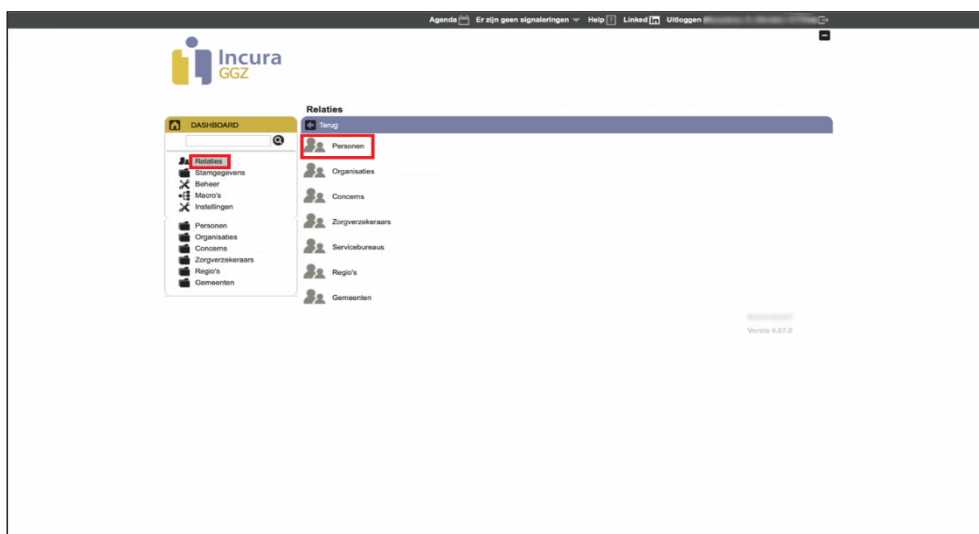 Agenda Er zijn geen signaleringen Help ? Linked in Uitloggen
Incura
GGZ
Relaties
DASHBOARD
Relaties
Stamgegevens
Beheer
Macro's
Instellingen
Personen
Organisaties
Concerns
Zorgverzekeraars
Regio's
Gemeenten
Terug
Personen
Organisaties
Concerns
Zorgverzekeraars
Servicebureaus
Regio's
Gemeenten
Versie 4.67.0